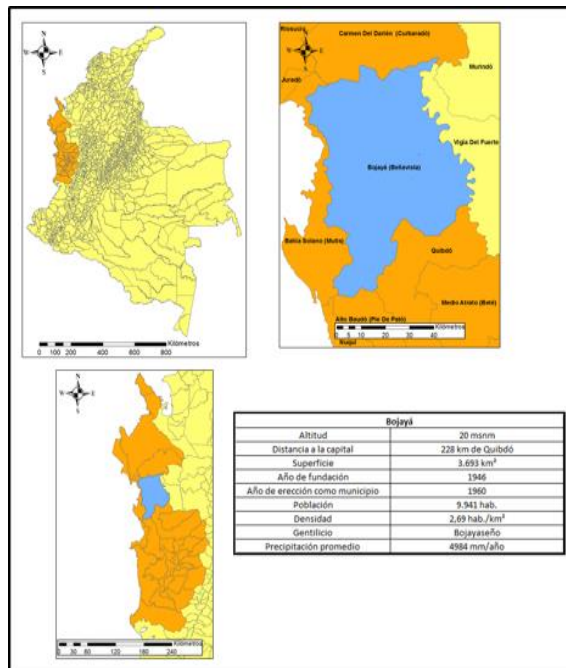 N
W E
S
Kilómetros
0 100 200 400 600 800
N
W E
S
Riosucio
Carmen Del Darién (Curbaradó)
Juradó
Murindó
Vigía Del Fuerte
Bojayá (Bellavista)
Bahía Solano (Mutis)
Quibdó
Medio Atrato (Beté)
Alto Baudó (Pie De Pató)
Kilómetros
0 5 10 20 30 40
Nuquí
N
W E
S
Kilómetros
0 30 60 120 180 240
Bojayá
Altitud 20 msnm
Distancia a la capital 228 km de Quibdó
Superficie 3.693 km²
Año de fundación 1946
Año de erección como municipio 1960
Población 9.941 hab.
Densidad 2,69 hab./km²
Gentilicio Bojayaseño
Precipitación promedio 4984 mm/año